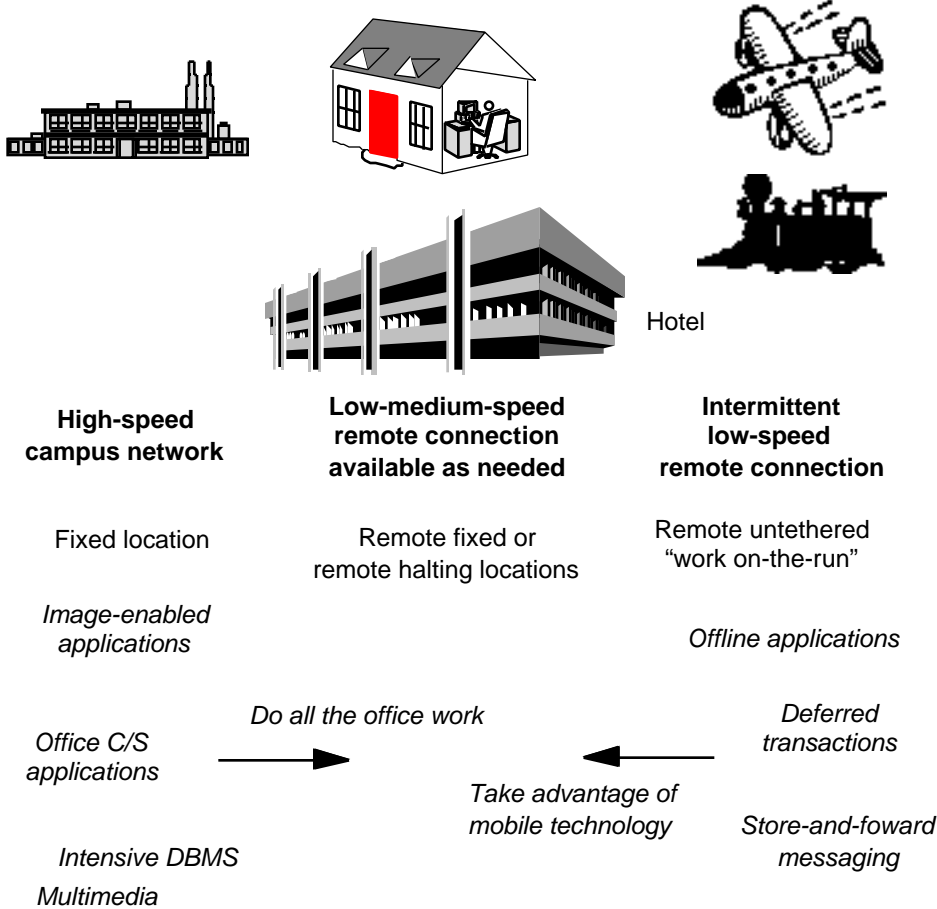 Hotel
High-speed
campus network
Low-medium-speed
remote connection
available as needed
Intermittent
low-speed
remote connection
Fixed location
Remote fixed or
remote halting locations
Remote untethered
“work on-the-run”
Image-enabled
applications
Offline applications
Do all the office work
Office C/S
applications
Deferred
transactions
Take advantage of
mobile technology
Store-and-foward
messaging
Intensive DBMS
Multimedia